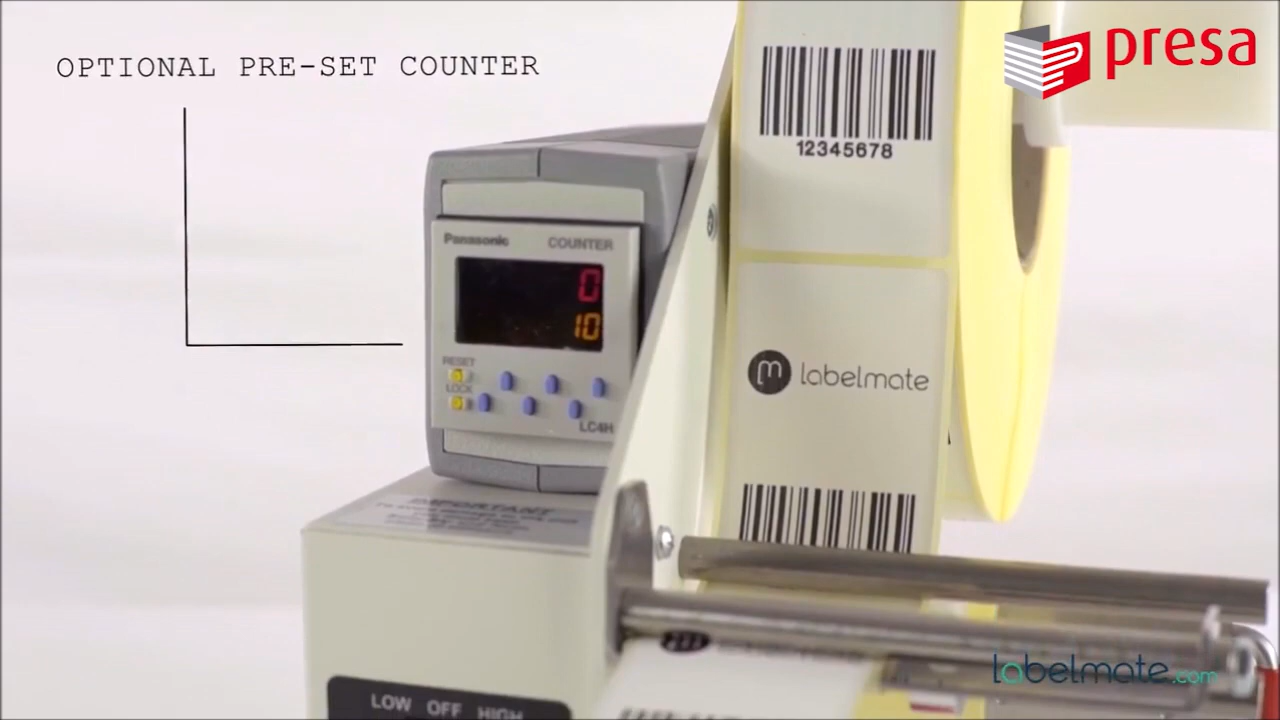 OPTIONAL PRE-SET COUNTER
presa
12345678
Panasonic COUNTER
0
10
RESET
LOCK
LC4H
labelmate
IMPORTANT
LOW OFF HIGH
labelmate.com